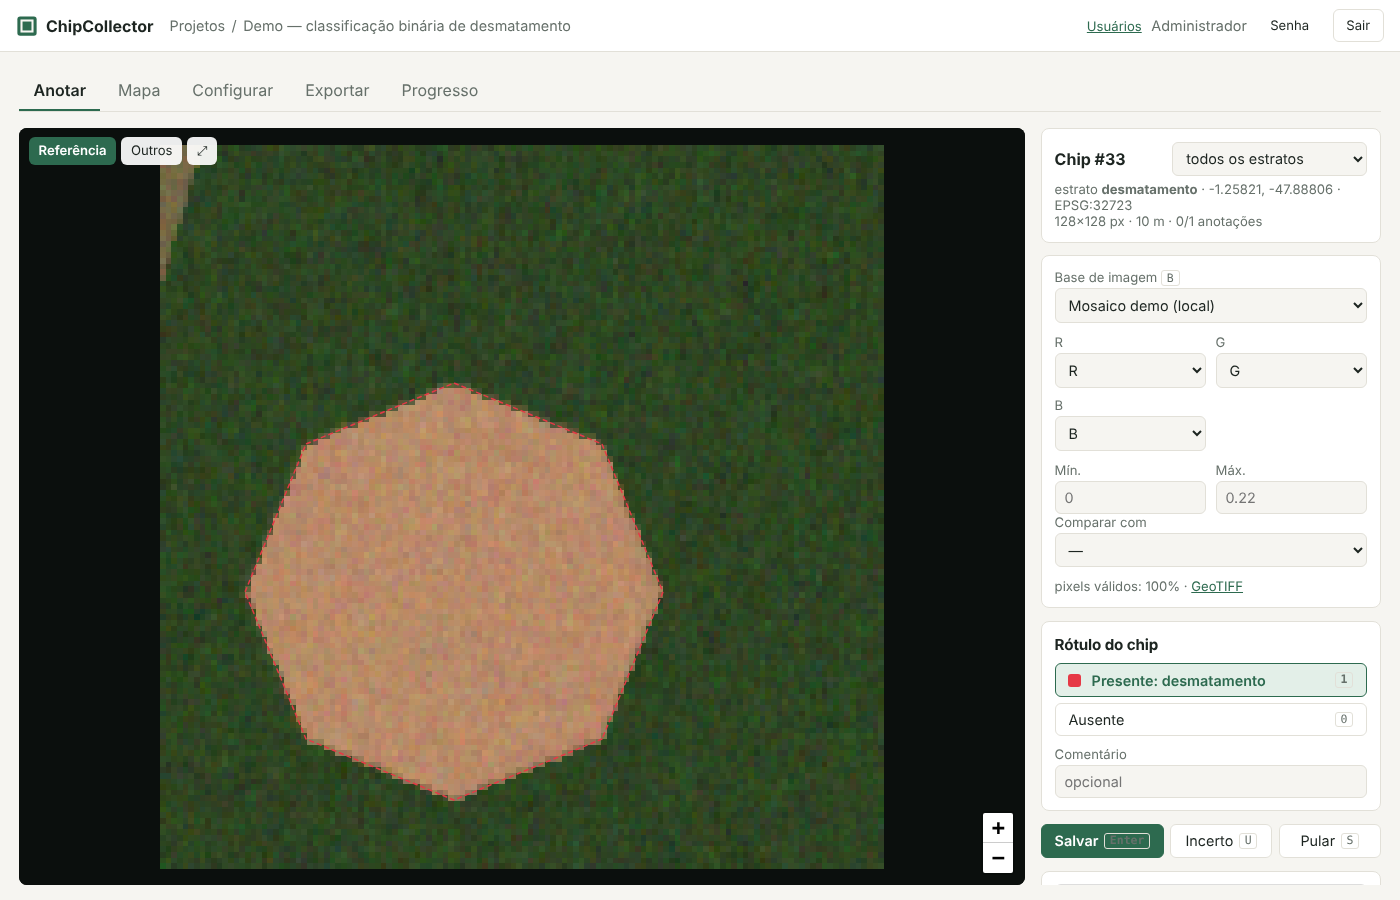 ChipCollector
Projetos / Demo — classificação binária de desmatamento
Usuários Administrador Senha Sair
Anotar Mapa Configurar Exportar Progresso
Referência Outros ⤢
+
−
Chip #33 todos os estratos
estrato desmatamento · -1.25821, -47.88806 ·
EPSG:32723
128×128 px · 10 m · 0/1 anotações
Base de imagem B
Mosaico demo (local)
R G
R G
B
B
Mín. Máx.
0 0.22
Comparar com
—
pixels válidos: 100% · GeoTIFF
Rótulo do chip
Presente: desmatamento 1
Ausente 0
Comentário
opcional
Salvar Enter Incerto U Pular S